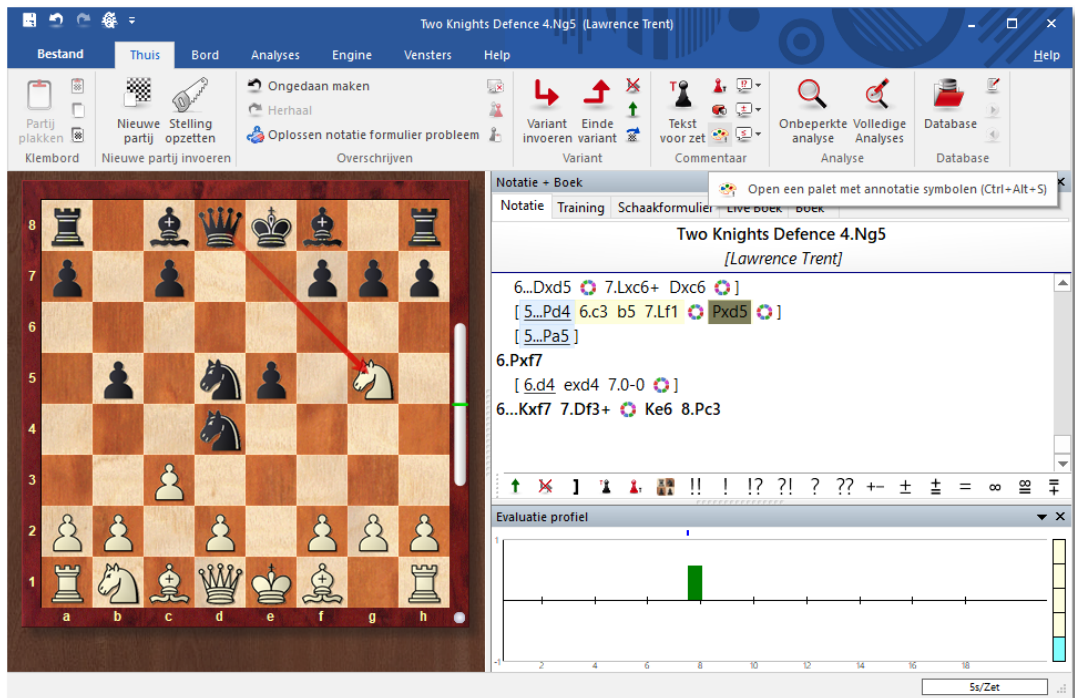 Two Knights Defence 4.Ng5 (Lawrence Trent)
Bestand Thuis Bord Analyses Engine Vensters Help Help
Partij plakken
Klembord
Nieuwe partij
Stelling opzetten
Nieuwe partij invoeren
Ongedaan maken
Herhaal
Oplossen notatie formulier probleem
Overschrijven
Variant invoeren
Einde variant
Variant
Tekst voor zet
Commentaar
Onbeperkte analyse
Volledige Analyses
Analyse
Database
Database
Notatie + Boek
Open een palet met annotatie symbolen (Ctrl+Alt+S)
Notatie Training Schaakformulier Live Boek Boek
Two Knights Defence 4.Ng5
[Lawrence Trent]
6...Dxd5 7.Lxc6+ Dxc6 ]
[ 5...Pd4 6.c3 b5 7.Lf1 Pxd5 ]
[ 5...Pa5 ]
6.Pxf7
[ 6.d4 exd4 7.0-0 ]
6...Kxf7 7.Df3+ Ke6 8.Pc3
] !! ! !? ?! ? ?? +− ± ⩲ = ∞ ≌ ∓
Evaluatie profiel
1
-1
2 4 6 8 10 12 14 16 18
5s/Zet
8
7
6
5
4
3
2
1
a b c d e f g h